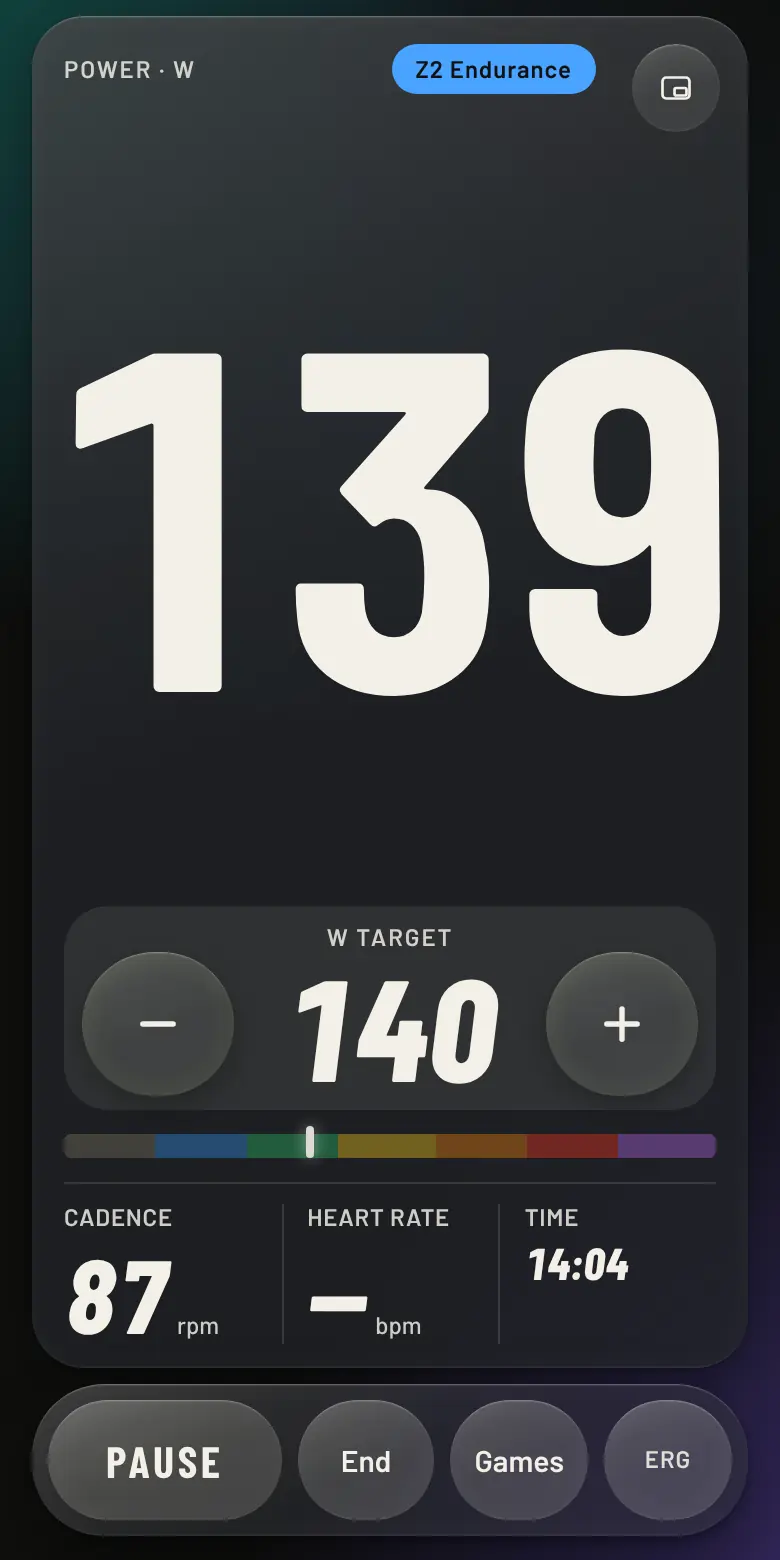 POWER · W
Z2 Endurance
139
W TARGET
140
CADENCE
87 rpm
HEART RATE
— bpm
TIME
14:04
PAUSE
End
Games
ERG